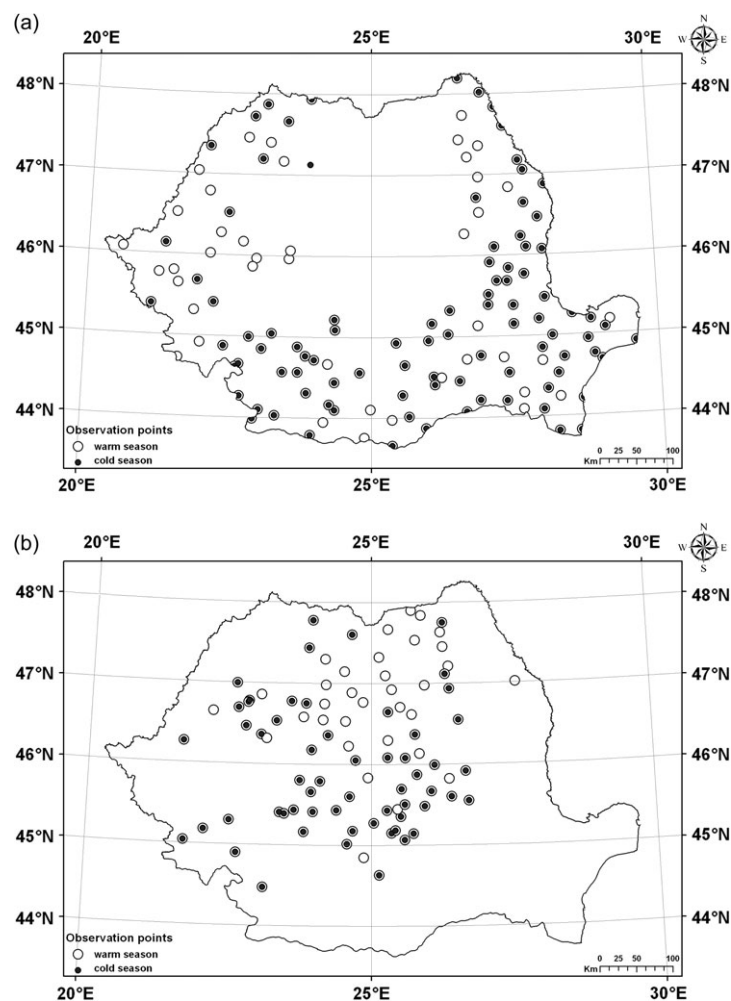 (a)
N
W E
S
20°E 25°E 30°E
48°N 48°N
47°N 47°N
46°N 46°N
45°N 45°N
44°N 44°N
Observation points
warm season
cold season
0 25 50 100
Km
20°E 25°E 30°E
(b)
N
W E
S
20°E 25°E 30°E
48°N 48°N
47°N 47°N
46°N 46°N
45°N 45°N
44°N 44°N
Observation points
warm season
cold season
0 25 50 100
Km
20°E 25°E 30°E